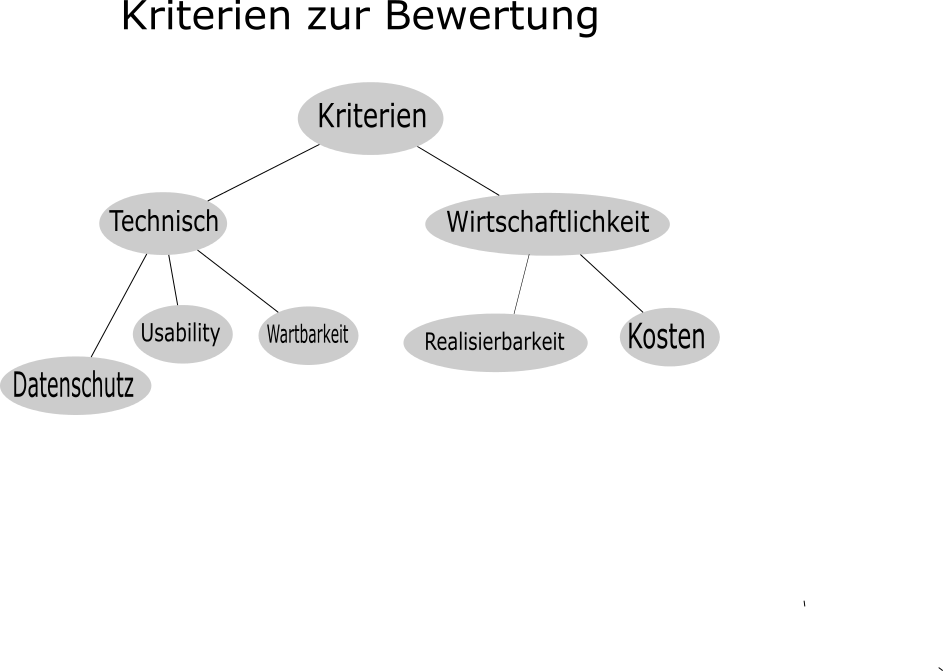 Kriterien zur Bewertung
Kriterien
Technisch
Wirtschaftlichkeit
Usability
Wartbarkeit
Realisierbarkeit
Kosten
Datenschutz